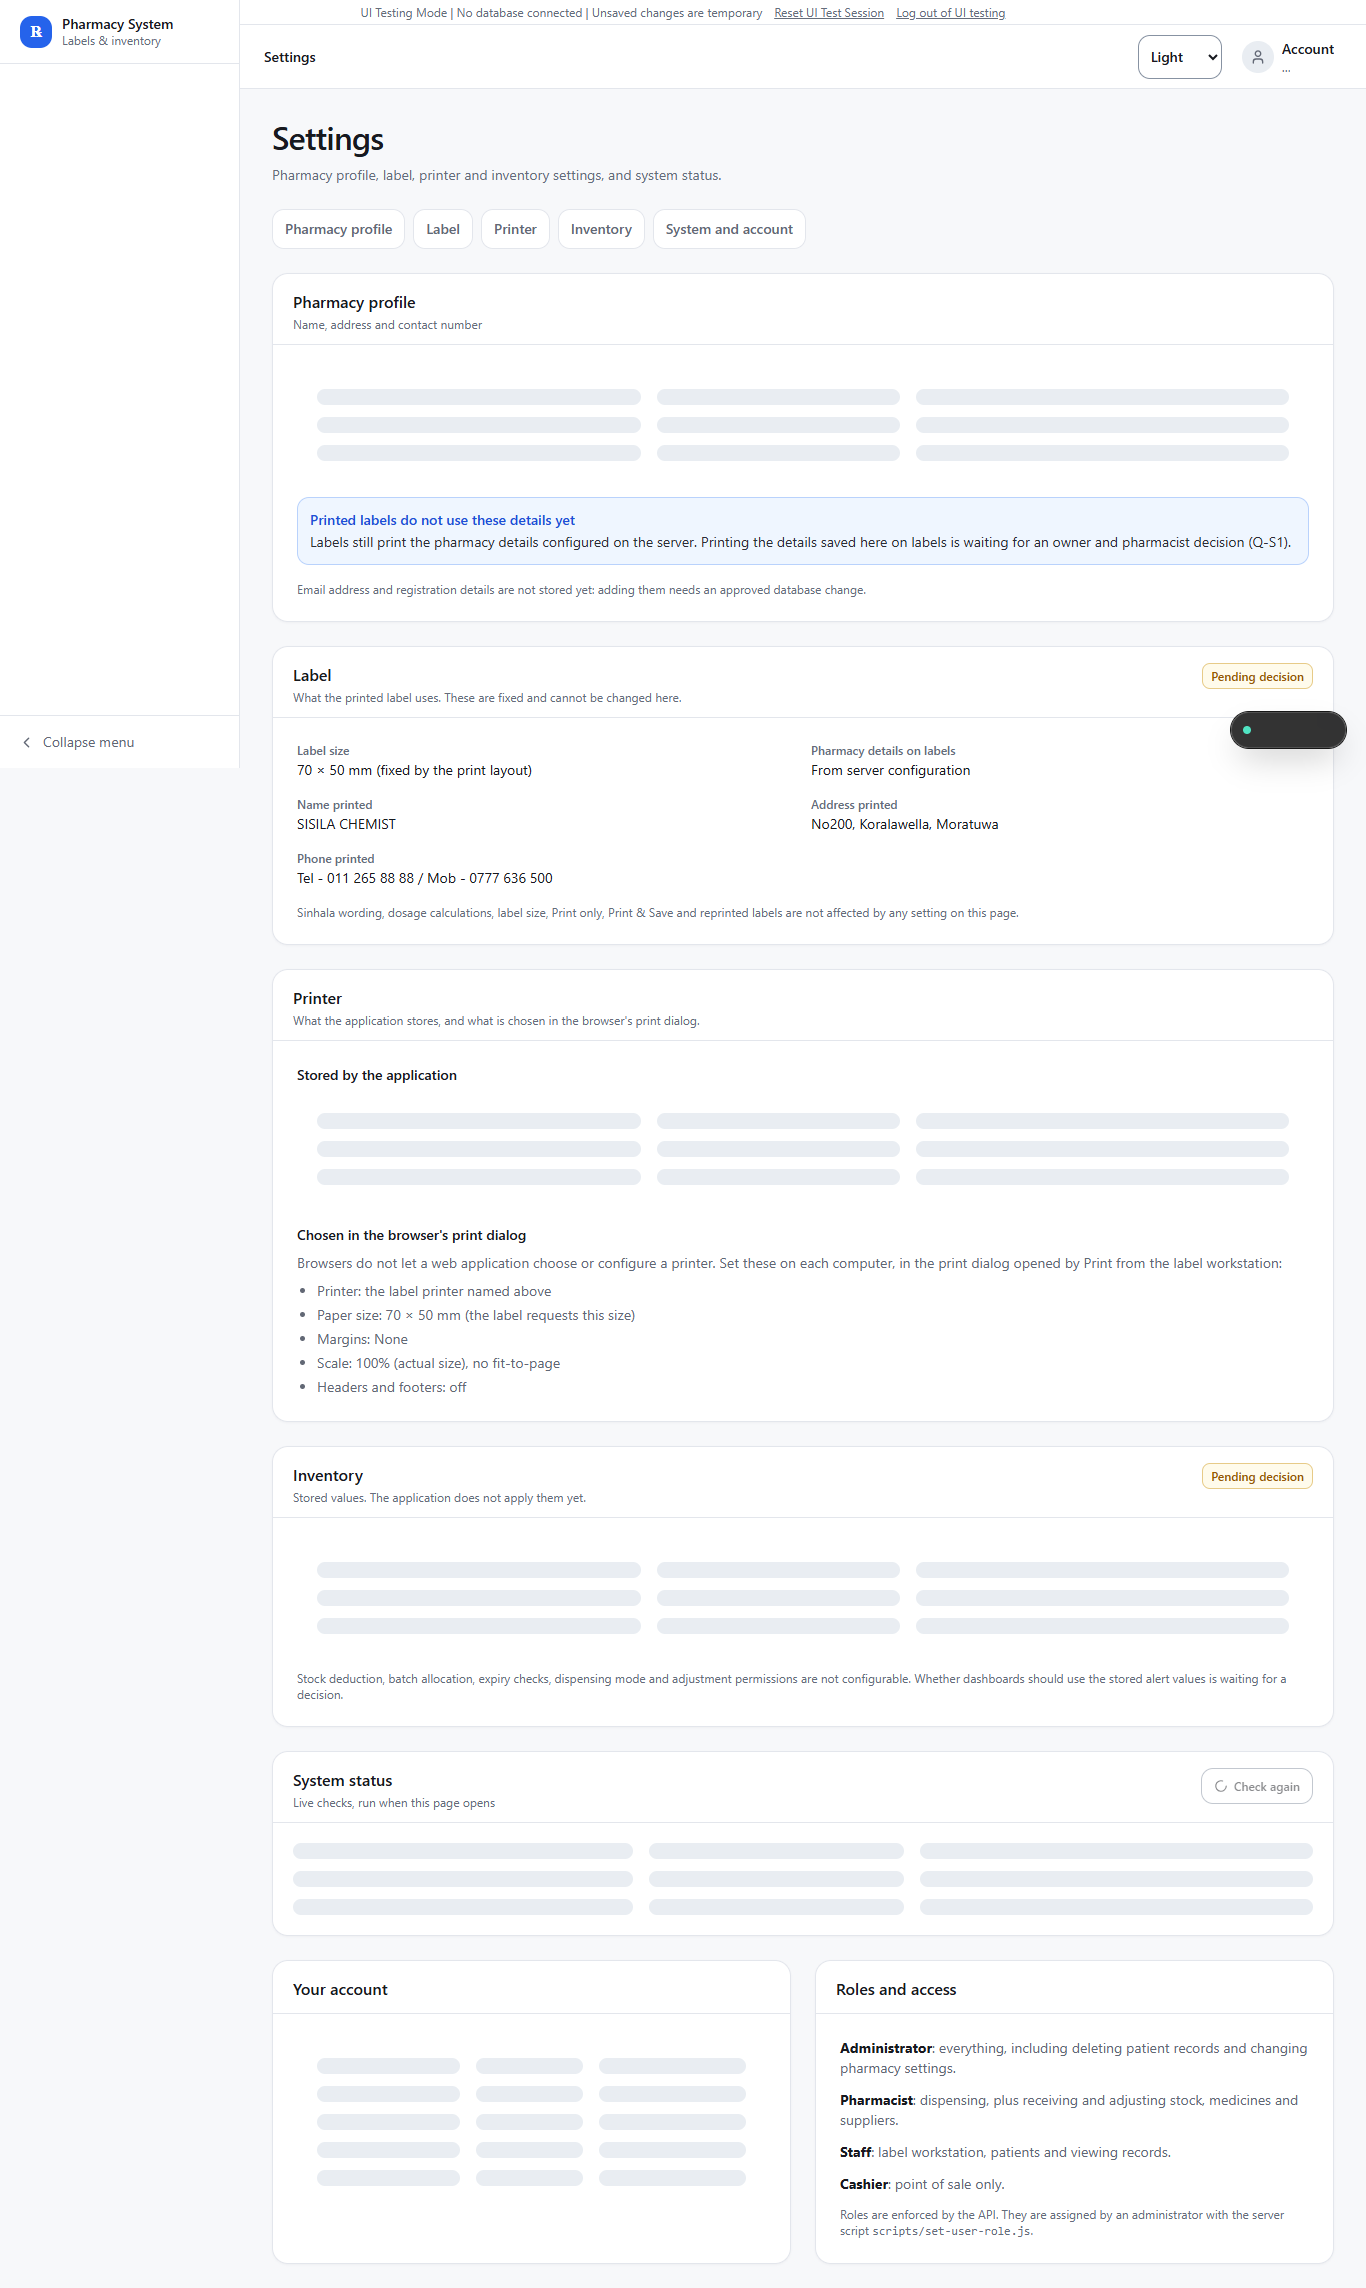 ℞
Pharmacy System
Labels & inventory
UI Testing Mode | No database connected | Unsaved changes are temporary Reset UI Test Session Log out of UI testing
Settings
Light
Account
...
Settings
Pharmacy profile, label, printer and inventory settings, and system status.
Pharmacy profile
Label
Printer
Inventory
System and account
Pharmacy profile
Name, address and contact number
Printed labels do not use these details yet
Labels still print the pharmacy details configured on the server. Printing the details saved here on labels is waiting for an owner and pharmacist decision (Q-S1).
Email address and registration details are not stored yet: adding them needs an approved database change.
Label
What the printed label uses. These are fixed and cannot be changed here.
Pending decision
Collapse menu
Label size
70 × 50 mm (fixed by the print layout)
Pharmacy details on labels
From server configuration
Name printed
SISILA CHEMIST
Address printed
No200, Koralawella, Moratuwa
Phone printed
Tel - 011 265 88 88 / Mob - 0777 636 500
Sinhala wording, dosage calculations, label size, Print only, Print & Save and reprinted labels are not affected by any setting on this page.
Printer
What the application stores, and what is chosen in the browser's print dialog.
Stored by the application
Chosen in the browser's print dialog
Browsers do not let a web application choose or configure a printer. Set these on each computer, in the print dialog opened by Print from the label workstation:
• Printer: the label printer named above
• Paper size: 70 × 50 mm (the label requests this size)
• Margins: None
• Scale: 100% (actual size), no fit-to-page
• Headers and footers: off
Inventory
Stored values. The application does not apply them yet.
Pending decision
Stock deduction, batch allocation, expiry checks, dispensing mode and adjustment permissions are not configurable. Whether dashboards should use the stored alert values is waiting for a
decision.
System status
Live checks, run when this page opens
Check again
Your account
Roles and access
Administrator: everything, including deleting patient records and changing
pharmacy settings.
Pharmacist: dispensing, plus receiving and adjusting stock, medicines and
suppliers.
Staff: label workstation, patients and viewing records.
Cashier: point of sale only.
Roles are enforced by the API. They are assigned by an administrator with the server
script scripts/set-user-role.js.